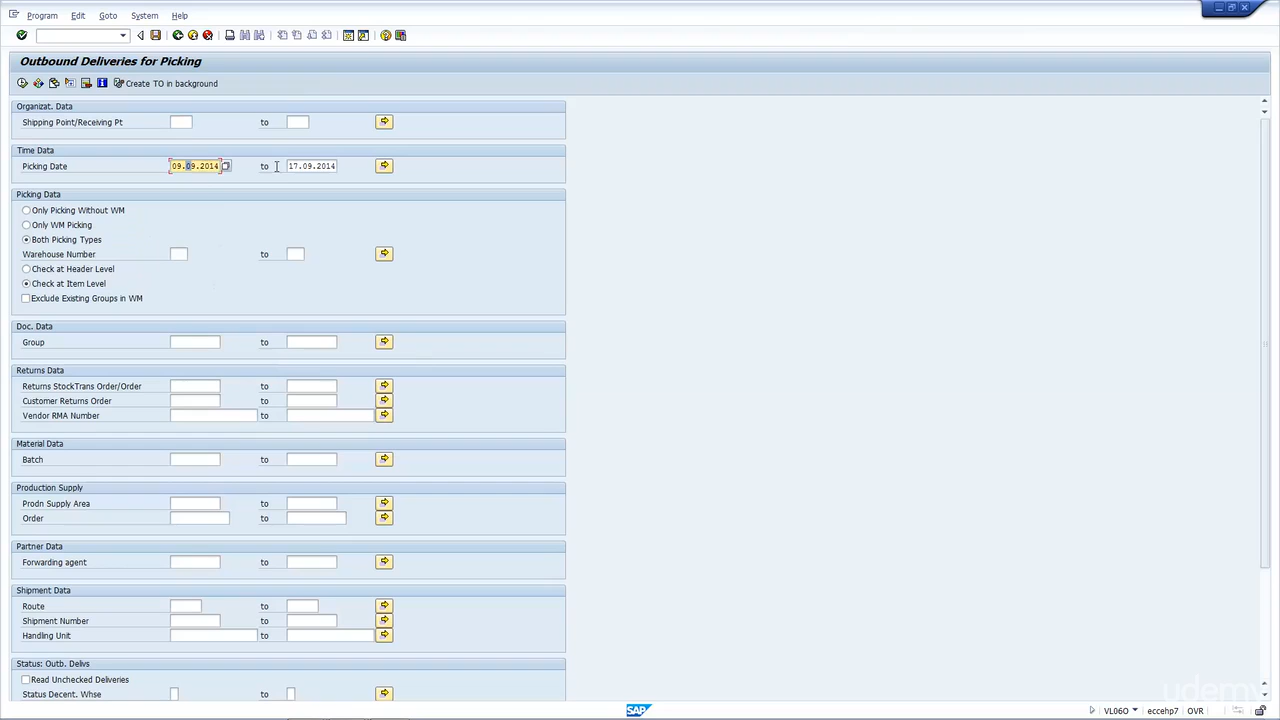 Program Edit Goto System Help
Outbound Deliveries for Picking
Create TO in background
Organizat. Data
Shipping Point/Receiving Pt to
Time Data
Picking Date 09.09.2014 to 17.09.2014
Picking Data
Only Picking Without WM
Only WM Picking
Both Picking Types
Warehouse Number to
Check at Header Level
Check at Item Level
Exclude Existing Groups in WM
Doc. Data
Group to
Returns Data
Returns StockTrans Order/Order to
Customer Returns Order to
Vendor RMA Number to
Material Data
Batch to
Production Supply
Prodn Supply Area to
Order to
Partner Data
Forwarding agent to
Shipment Data
Route to
Shipment Number to
Handling Unit to
Status: Outb. Delivs
Read Unchecked Deliveries
Status Decent. Whse to
udemy
SAP VL06O eccehp7 OVR